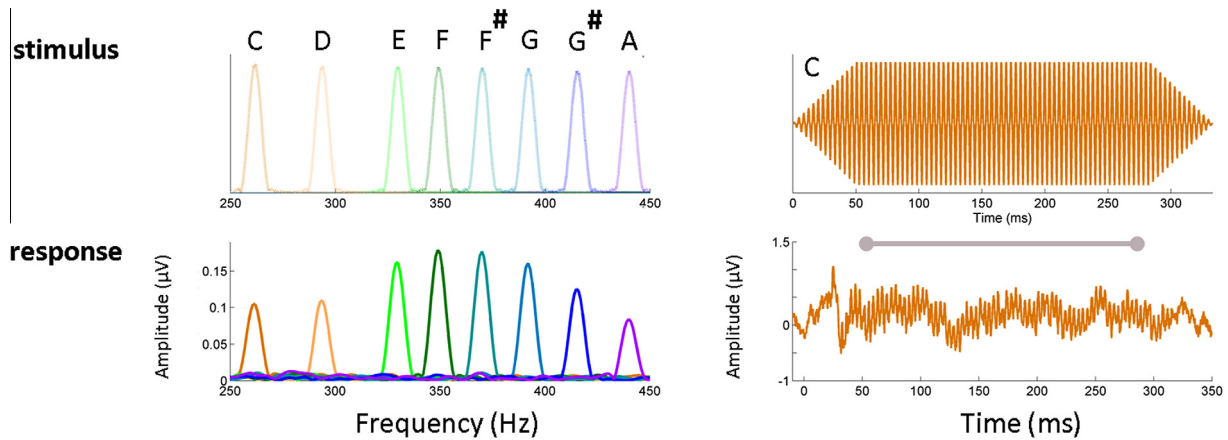 stimulus
C D E F F# G G# A
250 300 350 400 450
C
0 50 100 150 200 250 300
Time (ms)
response
Amplitude (µV)
0.15
0.1
0.05
0
250 300 350 400 450
Frequency (Hz)
Amplitude (µV)
1.5
0
-1
0 50 100 150 200 250 300 350
Time (ms)